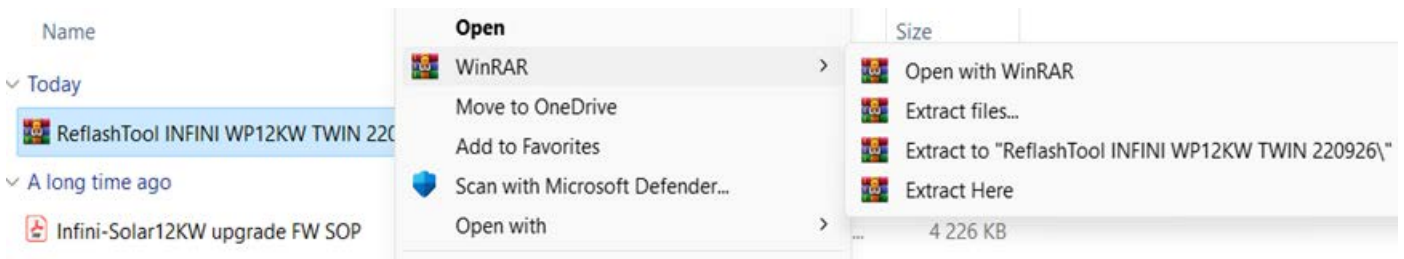 Name
Today
ReflashTool INFINI WP12KW TWIN 220
A long time ago
Infini-Solar12KW upgrade FW SOP
Open
WinRAR
Move to OneDrive
Add to Favorites
Scan with Microsoft Defender...
Open with
Size
Open with WinRAR
Extract files...
Extract to "ReflashTool INFINI WP12KW TWIN 220926\"
Extract Here
... 4 226 KB